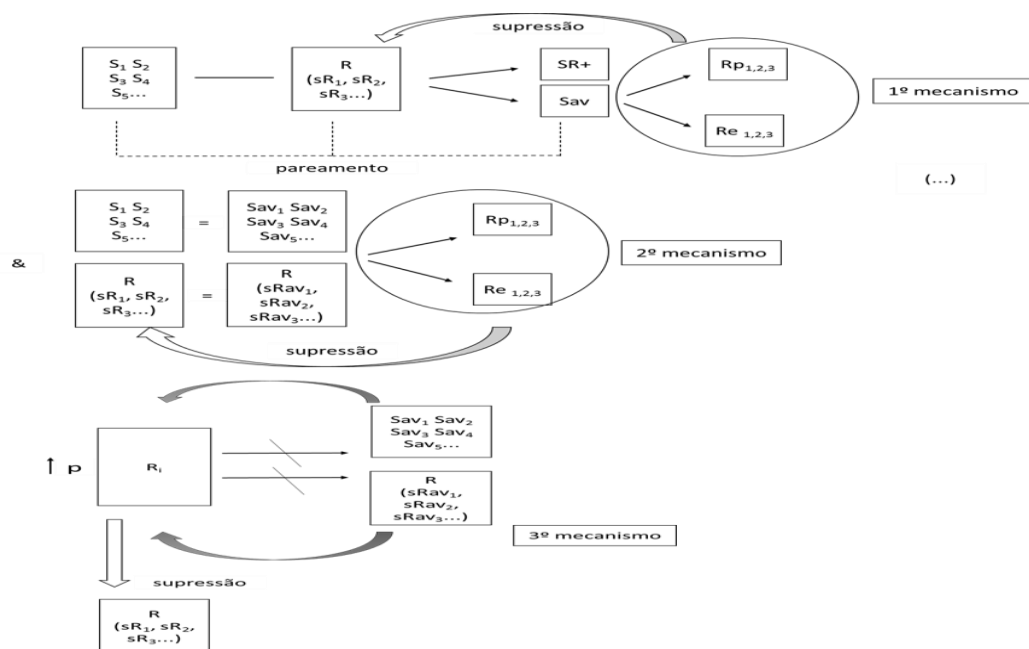 supressão
S₁ S₂
S₃ S₄
S₅...
R
(sR₁, sR₂,
sR₃...)
SR+
Sav
Rp₁,₂,₃
Re ₁,₂,₃
1º mecanismo
pareamento
(...)
&
S₁ S₂
S₃ S₄
S₅...
=
Sav₁ Sav₂
Sav₃ Sav₄
Sav₅...
R
(sR₁, sR₂,
sR₃...)
=
R
(sRav₁,
sRav₂,
sRav₃...)
Rp₁,₂,₃
Re ₁,₂,₃
2º mecanismo
supressão
↑ p
Rᵢ
Sav₁ Sav₂
Sav₃ Sav₄
Sav₅...
R
(sRav₁,
sRav₂,
sRav₃...)
3º mecanismo
supressão
R
(sR₁, sR₂,
sR₃...)